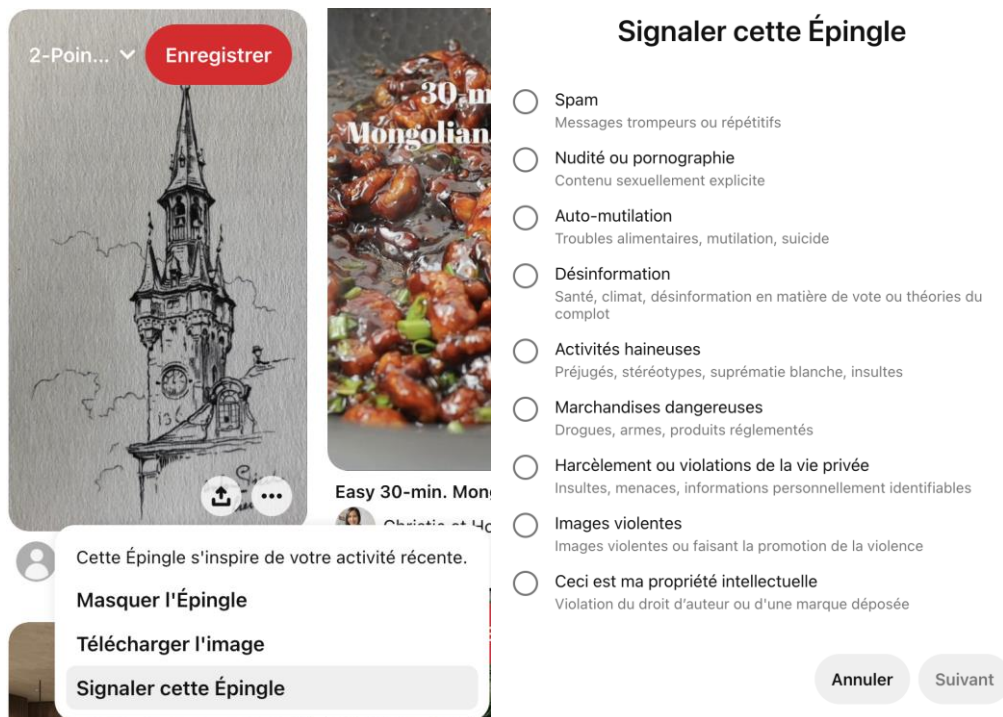 2-Poin...
Enregistrer
30-m
Mongolian
136
Easy 30-min. Mon
Cette Épingle s'inspire de votre activité récente.
Masquer l'Épingle
Télécharger l'image
Signaler cette Épingle
Signaler cette Épingle
Spam
Messages trompeurs ou répétitifs
Nudité ou pornographie
Contenu sexuellement explicite
Auto-mutilation
Troubles alimentaires, mutilation, suicide
Désinformation
Santé, climat, désinformation en matière de vote ou théories du
complot
Activités haineuses
Préjugés, stéréotypes, suprématie blanche, insultes
Marchandises dangereuses
Drogues, armes, produits réglementés
Harcèlement ou violations de la vie privée
Insultes, menaces, informations personnellement identifiables
Images violentes
Images violentes ou faisant la promotion de la violence
Ceci est ma propriété intellectuelle
Violation du droit d'auteur ou d'une marque déposée
Annuler
Suivant